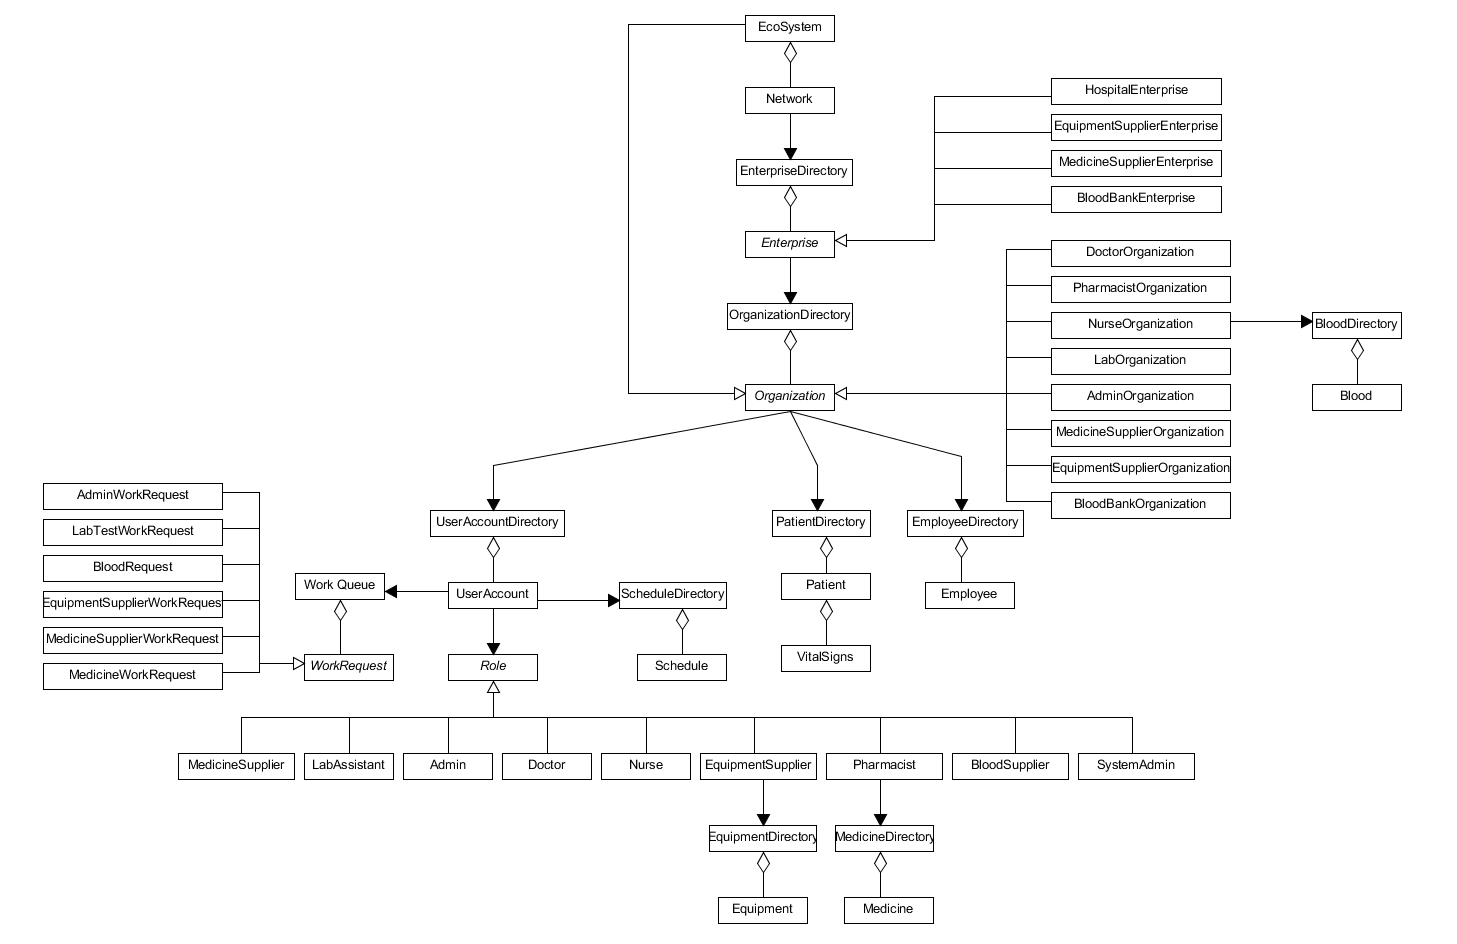 EcoSystem
Network
HospitalEnterprise
EquipmentSupplierEnterprise
MedicineSupplierEnterprise
EnterpriseDirectory
BloodBankEnterprise
Enterprise
DoctorOrganization
PharmacistOrganization
OrganizationDirectory
NurseOrganization
BloodDirectory
LabOrganization
Organization
AdminOrganization
Blood
MedicineSupplierOrganization
EquipmentSupplierOrganization
BloodBankOrganization
AdminWorkRequest
UserAccountDirectory
PatientDirectory
EmployeeDirectory
LabTestWorkRequest
BloodRequest
Work Queue
UserAccount
ScheduleDirectory
Patient
Employee
EquipmentSupplierWorkRequest
MedicineSupplierWorkRequest
MedicineWorkRequest
WorkRequest
Role
Schedule
VitalSigns
MedicineSupplier
LabAssistant
Admin
Doctor
Nurse
EquipmentSupplier
Pharmacist
BloodSupplier
SystemAdmin
EquipmentDirectory
MedicineDirectory
Equipment
Medicine